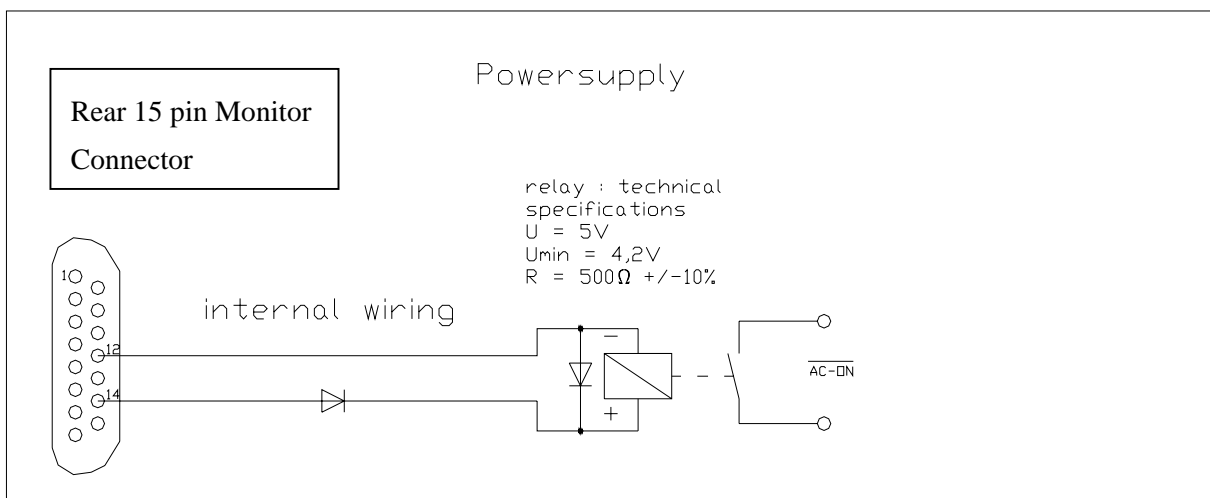 Powersupply
Rear 15 pin Monitor
Connector
relay : technical
specifications
U = 5V
Umin = 4,2V
R = 500Ω +/-10%
internal wiring
1
12
14
−
+
AC-ON